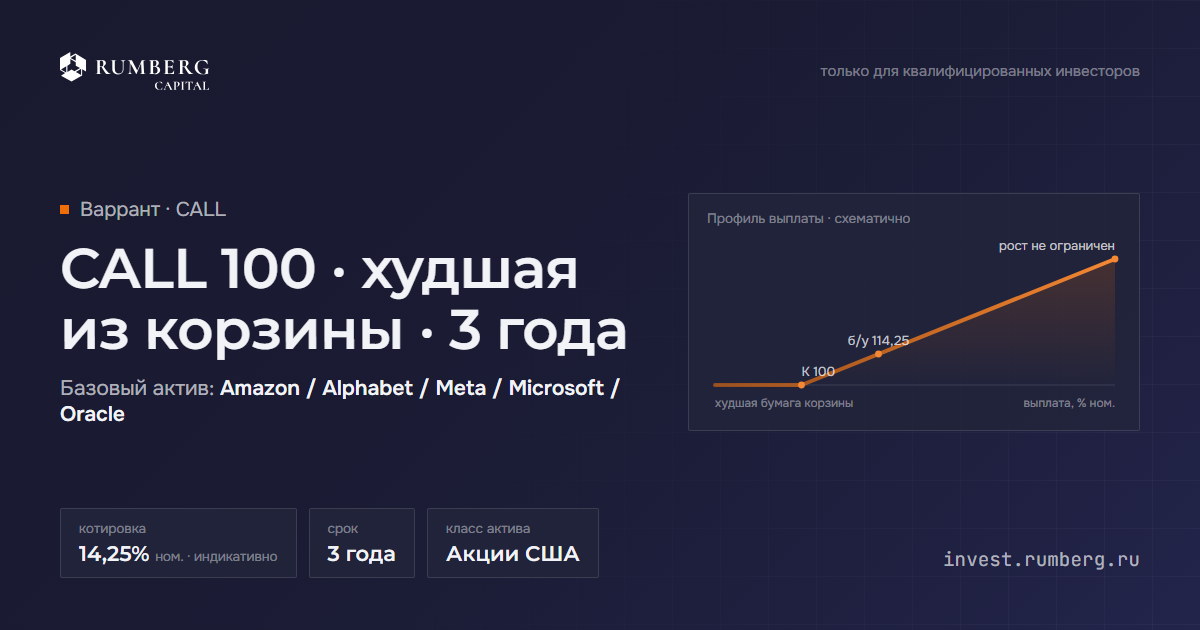 RUMBERG
CAPITAL
только для квалифицированных инвесторов
Варрант · CALL
CALL 100 · худшая
из корзины · 3 года
Базовый актив: Amazon / Alphabet / Meta / Microsoft /
Oracle
Профиль выплаты · схематично
рост не ограничен
б/у 114,25
К 100
худшая бумага корзины
выплата, % ном.
котировка
14,25% ном. · индикативно
срок
3 года
класс актива
Акции США
invest.rumberg.ru